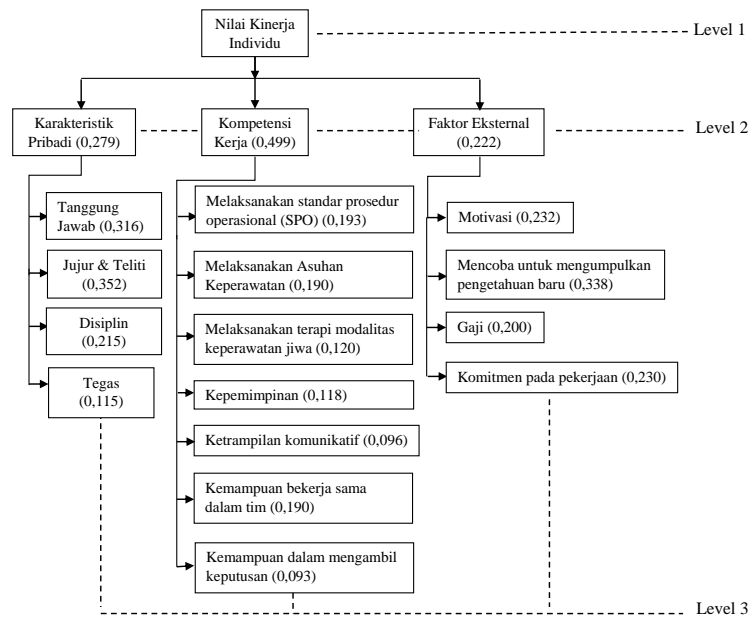 Nilai Kinerja
Individu
Level 1
Karakteristik
Pribadi (0,279)
Kompetensi
Kerja (0,499)
Faktor Eksternal
(0,222)
Level 2
Tanggung
Jawab (0,316)
Jujur & Teliti
(0,352)
Disiplin
(0,215)
Tegas
(0,115)
Melaksanakan standar prosedur
operasional (SPO) (0,193)
Melaksanakan Asuhan
Keperawatan (0,190)
Melaksanakan terapi modalitas
keperawatan jiwa (0,120)
Kepemimpinan (0,118)
Ketrampilan komunikatif (0,096)
Kemampuan bekerja sama
dalam tim (0,190)
Kemampuan dalam mengambil
keputusan (0,093)
Motivasi (0,232)
Mencoba untuk mengumpulkan
pengetahuan baru (0,338)
Gaji (0,200)
Komitmen pada pekerjaan (0,230)
Level 3